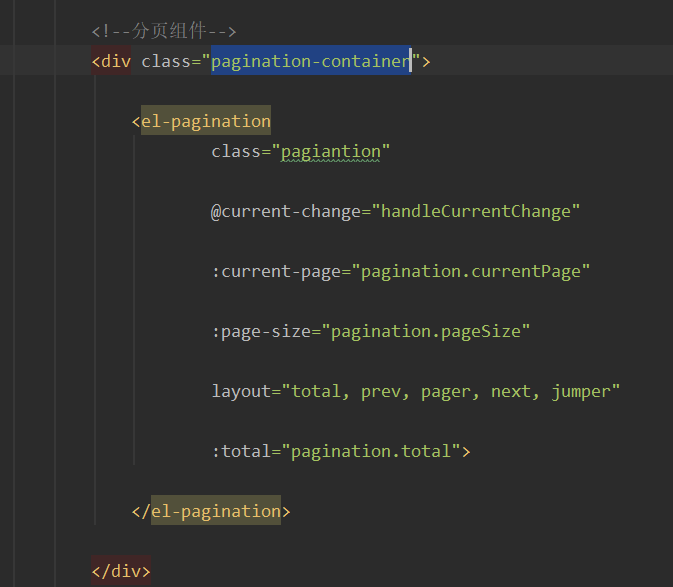 <!--分页组件-->
<div class="pagination-container">
<el-pagination
class="pagiantion"
@current-change="handleCurrentChange"
:current-page="pagination.currentPage"
:page-size="pagination.pageSize"
layout="total, prev, pager, next, jumper"
:total="pagination.total">
</el-pagination>
</div>